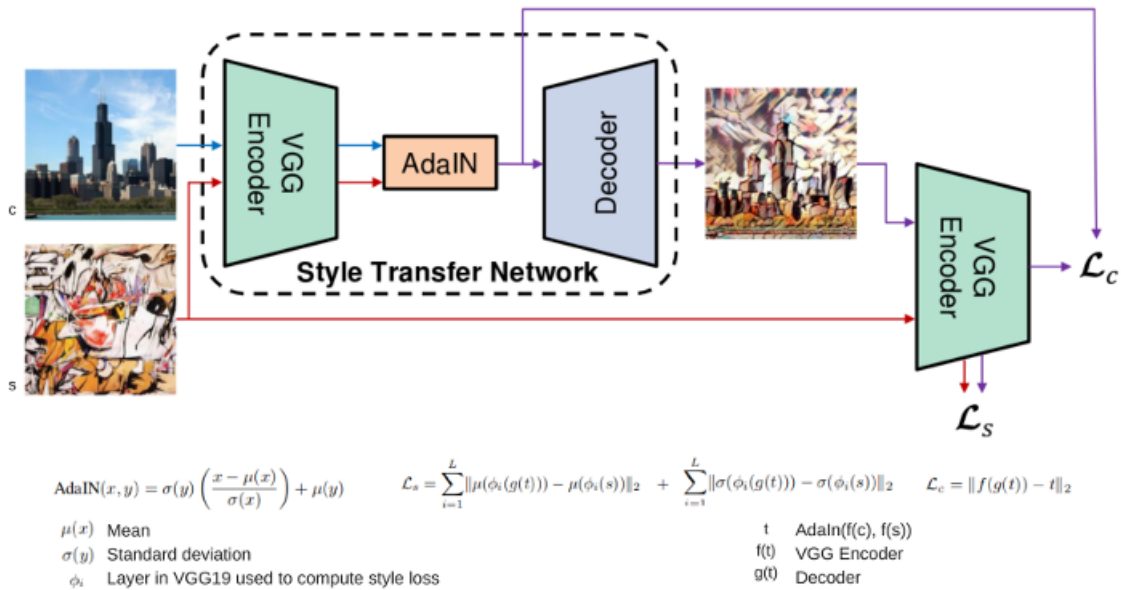 c
s
VGG
Encoder
AdaIN
Decoder
Style Transfer Network
VGG
Encoder
ℒc
ℒs
AdaIN(x, y) = σ(y) ( (x − μ(x)) / σ(x) ) + μ(y)
ℒs = ∑_{i=1}^{L} ‖μ(ϕi(g(t))) − μ(ϕi(s))‖₂ + ∑_{i=1}^{L} ‖σ(ϕi(g(t))) − σ(ϕi(s))‖₂
ℒc = ‖f(g(t)) − t‖₂
μ(x) Mean
σ(y) Standard deviation
ϕi Layer in VGG19 used to compute style loss
t AdaIn(f(c), f(s))
f(t) VGG Encoder
g(t) Decoder